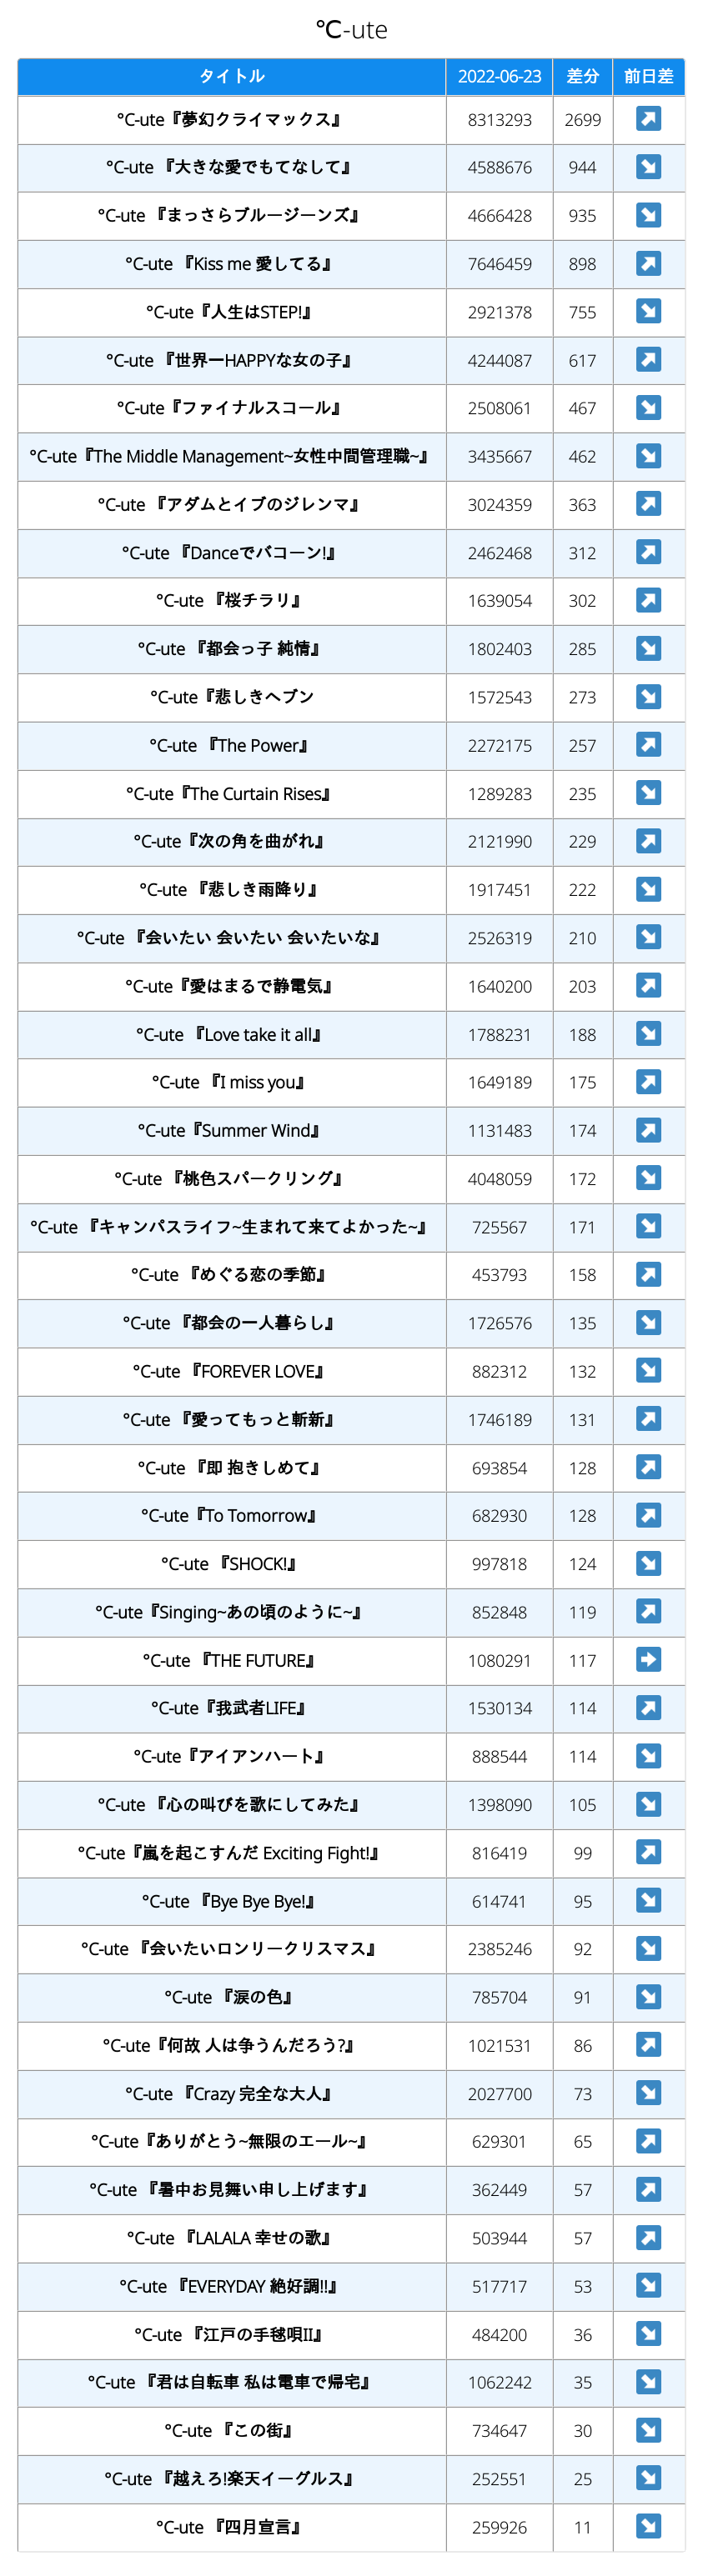 ℃-ute
タイトル 2022-06-23 差分 前日差
°C-ute『夢幻クライマックス』 8313293 2699 ↗
°C-ute 『大きな愛でもてなして』 4588676 944 ↘
°C-ute 『まっさらブルージーンズ』 4666428 935 ↘
°C-ute 『Kiss me 愛してる』 7646459 898 ↗
°C-ute『人生はSTEP!』 2921378 755 ↘
°C-ute 『世界一HAPPYな女の子』 4244087 617 ↗
°C-ute『ファイナルスコール』 2508061 467 ↘
°C-ute『The Middle Management~女性中間管理職~』 3435667 462 ↘
°C-ute 『アダムとイブのジレンマ』 3024359 363 ↗
°C-ute 『Danceでバコーン!』 2462468 312 ↗
°C-ute 『桜チラリ』 1639054 302 ↗
°C-ute 『都会っ子 純情』 1802403 285 ↘
°C-ute『悲しきヘブン 1572543 273 ↘
°C-ute 『The Power』 2272175 257 ↗
°C-ute『The Curtain Rises』 1289283 235 ↘
°C-ute『次の角を曲がれ』 2121990 229 ↗
°C-ute 『悲しき雨降り』 1917451 222 ↘
°C-ute 『会いたい 会いたい 会いたいな』 2526319 210 ↘
°C-ute『愛はまるで静電気』 1640200 203 ↗
°C-ute 『Love take it all』 1788231 188 ↘
°C-ute 『I miss you』 1649189 175 ↗
°C-ute『Summer Wind』 1131483 174 ↗
°C-ute 『桃色スパークリング』 4048059 172 ↘
°C-ute 『キャンパスライフ~生まれて来てよかった~』 725567 171 ↘
°C-ute 『めぐる恋の季節』 453793 158 ↗
°C-ute 『都会の一人暮らし』 1726576 135 ↘
°C-ute 『FOREVER LOVE』 882312 132 ↘
°C-ute 『愛ってもっと斬新』 1746189 131 ↗
°C-ute 『即 抱きしめて』 693854 128 ↗
°C-ute『To Tomorrow』 682930 128 ↗
°C-ute 『SHOCK!』 997818 124 ↘
°C-ute『Singing~あの頃のように~』 852848 119 ↗
°C-ute 『THE FUTURE』 1080291 117 ➡
°C-ute『我武者LIFE』 1530134 114 ↗
°C-ute『アイアンハート』 888544 114 ↘
°C-ute 『心の叫びを歌にしてみた』 1398090 105 ↘
°C-ute『嵐を起こすんだ Exciting Fight!』 816419 99 ↗
°C-ute 『Bye Bye Bye!』 614741 95 ↘
°C-ute 『会いたいロンリークリスマス』 2385246 92 ↘
°C-ute 『涙の色』 785704 91 ↘
°C-ute『何故 人は争うんだろう?』 1021531 86 ↗
°C-ute 『Crazy 完全な大人』 2027700 73 ↘
°C-ute『ありがとう~無限のエール~』 629301 65 ↗
°C-ute 『暑中お見舞い申し上げます』 362449 57 ↗
°C-ute 『LALALA 幸せの歌』 503944 57 ↗
°C-ute 『EVERYDAY 絶好調!!』 517717 53 ↘
°C-ute 『江戸の手毬唄II』 484200 36 ↘
°C-ute 『君は自転車 私は電車で帰宅』 1062242 35 ↘
°C-ute 『この街』 734647 30 ↘
°C-ute 『越えろ!楽天イーグルス』 252551 25 ↘
°C-ute 『四月宣言』 259926 11 ↘